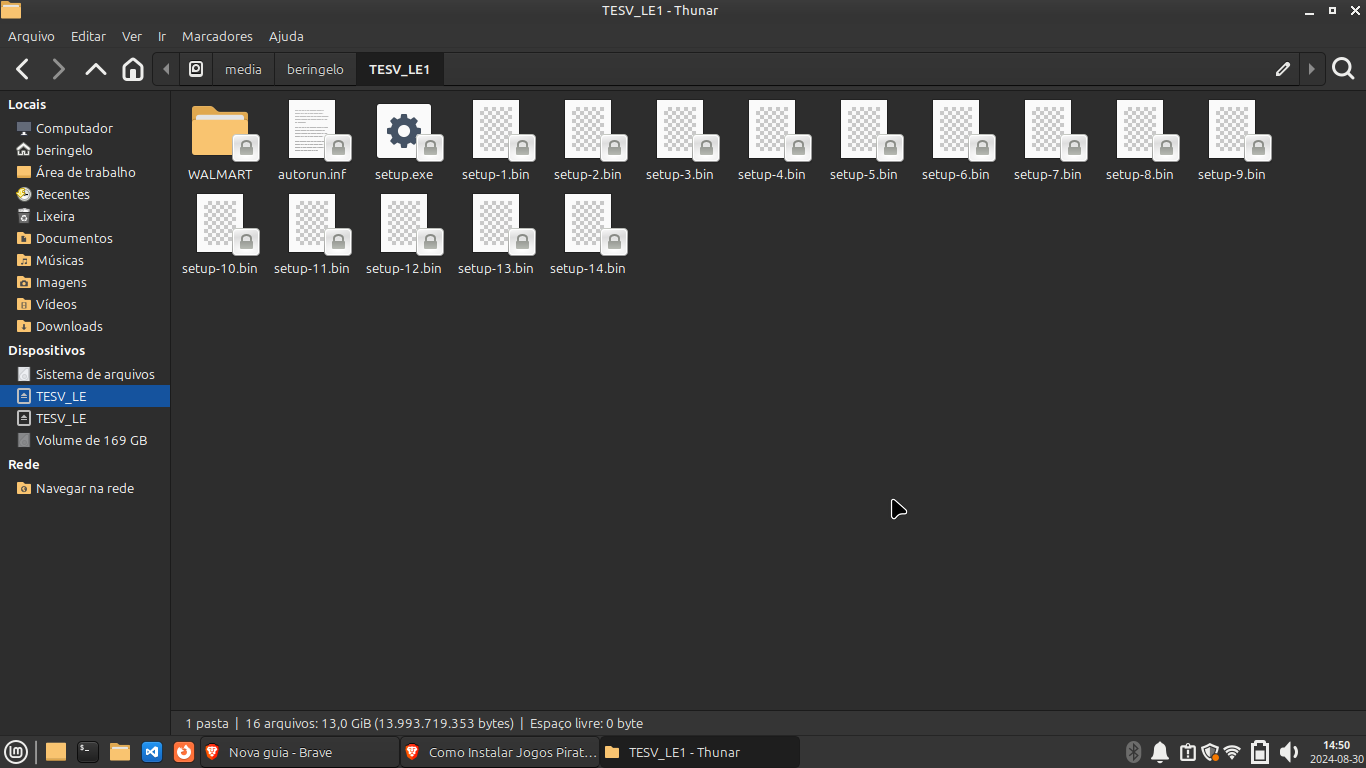 TESV_LE1 - Thunar
Arquivo Editar Ver Ir Marcadores Ajuda
media beringelo TESV_LE1
Locais
Computador
beringelo
Área de trabalho
Recentes
Lixeira
Documentos
Músicas
Imagens
Vídeos
Downloads
Dispositivos
Sistema de arquivos
TESV_LE
TESV_LE
Volume de 169 GB
Rede
Navegar na rede
WALMART autorun.inf setup.exe setup-1.bin setup-2.bin setup-3.bin setup-4.bin setup-5.bin setup-6.bin setup-7.bin setup-8.bin setup-9.bin
setup-10.bin setup-11.bin setup-12.bin setup-13.bin setup-14.bin
1 pasta | 16 arquivos: 13,0 GiB (13.993.719.353 bytes) | Espaço livre: 0 byte
Nova guia - Brave Como Instalar Jogos Pirat... TESV_LE1 - Thunar
14:50
2024-08-30